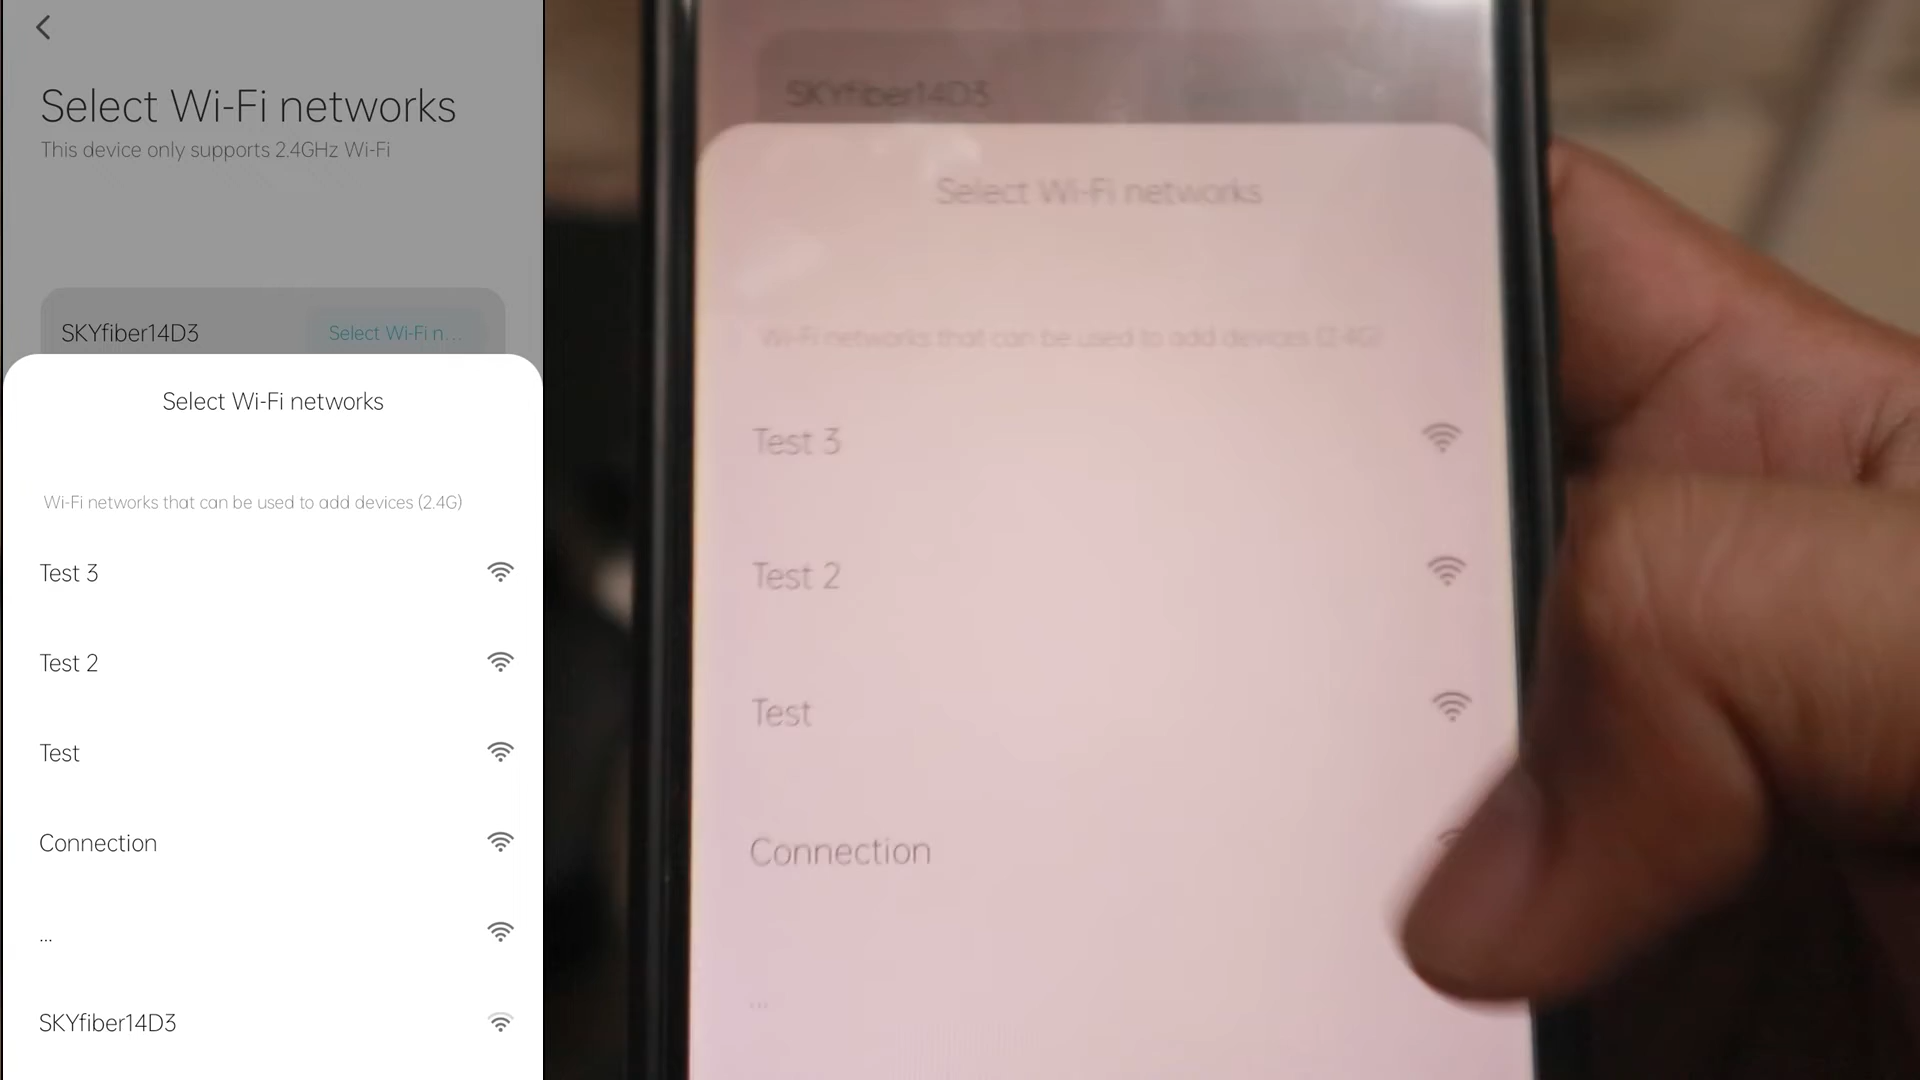 Select Wi-Fi networks
This device only supports 2.4GHz Wi-Fi
SKYfiber14D3 Select Wi-Fi n...
Select Wi-Fi networks
Wi-Fi networks that can be used to add devices (2.4G)
Test 3
Test 2
Test
Connection
...
SKYfiber14D3
SKYfiber14D3
Select Wi-Fi networks
Wi-Fi networks that can be used to add devices (2.4G)
Test 3
Test 2
Test
Connection
...